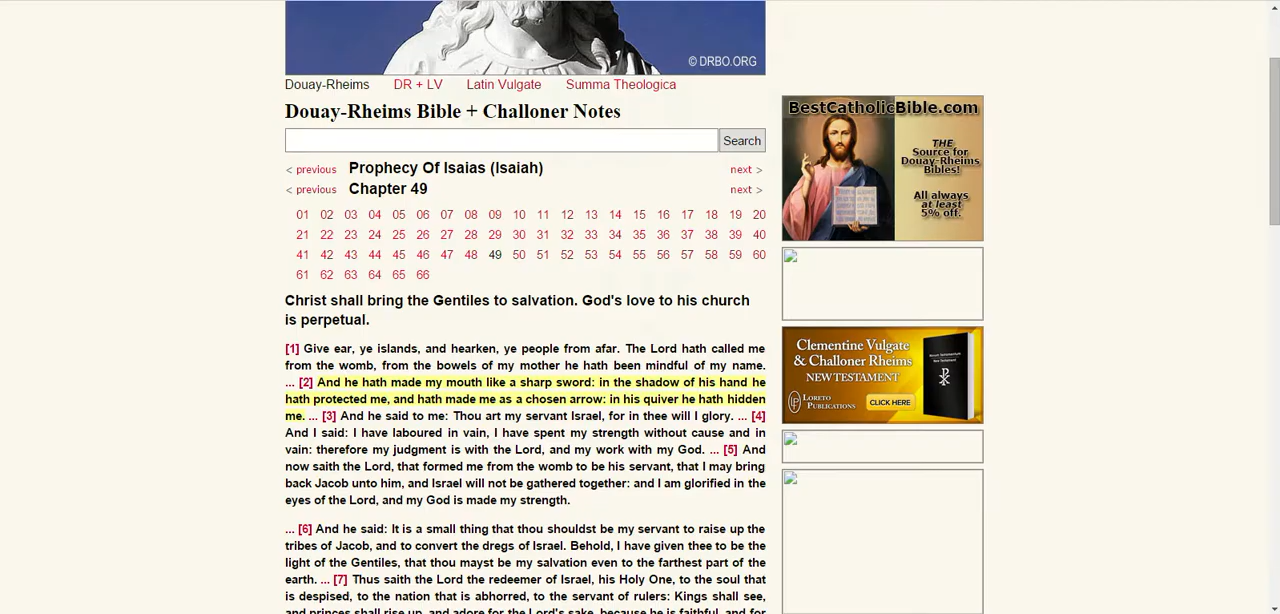 © DRBO.ORG
Douay-Rheims DR + LV Latin Vulgate Summa Theologica
Douay-Rheims Bible + Challoner Notes
Search
< previous Prophecy Of Isaias (Isaiah) next >
< previous Chapter 49 next >
01 02 03 04 05 06 07 08 09 10 11 12 13 14 15 16 17 18 19 20
21 22 23 24 25 26 27 28 29 30 31 32 33 34 35 36 37 38 39 40
41 42 43 44 45 46 47 48 49 50 51 52 53 54 55 56 57 58 59 60
61 62 63 64 65 66
Christ shall bring the Gentiles to salvation. God's love to his church
is perpetual.
[1] Give ear, ye islands, and hearken, ye people from afar. The Lord hath called me
from the womb, from the bowels of my mother he hath been mindful of my name.
... [2] And he hath made my mouth like a sharp sword: in the shadow of his hand he
hath protected me, and hath made me as a chosen arrow: in his quiver he hath hidden
me. ... [3] And he said to me: Thou art my servant Israel, for in thee will I glory. ... [4]
And I said: I have laboured in vain, I have spent my strength without cause and in
vain: therefore my judgment is with the Lord, and my work with my God. ... [5] And
now saith the Lord, that formed me from the womb to be his servant, that I may bring
back Jacob unto him, and Israel will not be gathered together: and I am glorified in the
eyes of the Lord, and my God is made my strength.
... [6] And he said: It is a small thing that thou shouldst be my servant to raise up the
tribes of Jacob, and to convert the dregs of Israel. Behold, I have given thee to be the
light of the Gentiles, that thou mayst be my salvation even to the farthest part of the
earth. ... [7] Thus saith the Lord the redeemer of Israel, his Holy One, to the soul that
is despised, to the nation that is abhorred, to the servant of rulers: Kings shall see,
and princes shall rise up, and adore for the Lord's sake, because he is faithful, and for
BestCatholicBible.com
THE
Source for
Douay-Rheims
Bibles!
All always
at least
5% off.
Clementine Vulgate
& Challoner Rheims
NEW TESTAMENT
LORETO PUBLICATIONS
CLICK HERE